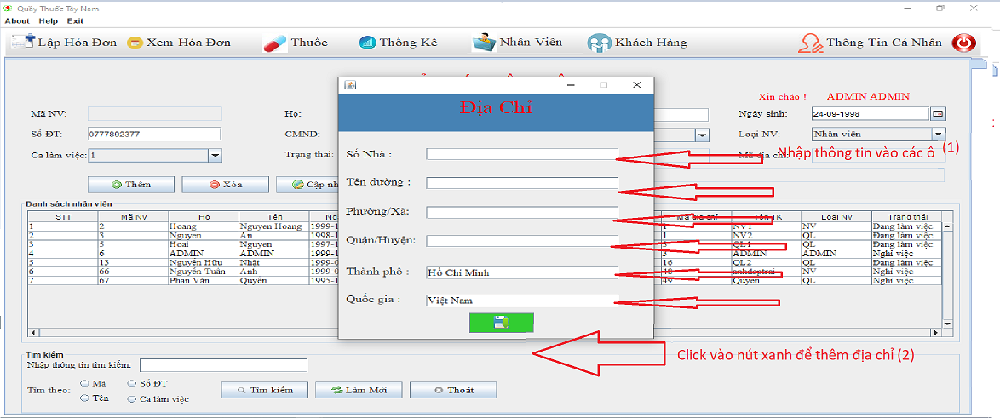 Quầy Thuốc Tây Nam
About Help Exit
Lập Hóa Đơn Xem Hóa Đơn Thuốc Thống Kê Nhân Viên Khách Hàng Thông Tin Cá Nhân
Xin chào ! ADMIN ADMIN
Mã NV: Họ: Ngày sinh: 24-09-1998
Số ĐT: 0777892377 CMND: Loại NV: Nhân viên
Ca làm việc: 1 Trạng thái: Mã địa chỉ
Thêm Xóa Cập nh
Địa Chỉ
Số Nhà :
Tên đường :
Phường/Xã:
Quận/Huyện:
Thành phố : Hồ Chí Minh
Quốc gia : Việt Nam
Nhập thông tin vào các ô (1)
Click vào nút xanh để thêm địa chỉ (2)
Danh sách nhân viên
STT Mã NV Họ Tên Ng Mã địa chỉ Tên TK Loại NV Trạng thái
1 2 Hoang Nguyen Hoang 1999-1 1 NV1 NV Đang làm việc
2 3 Nguyen An 1998-1 1 NV2 QL Đang làm việc
3 5 Hoai Nguyen 1997-1 3 QL1 QL Đang làm việc
4 6 ADMIN ADMIN 1999-1 3 ADMIN ADMIN Nghỉ việc
5 13 Nguyễn Hữu Nhật 1999-0 16 QL2 QL Đang làm việc
6 66 Nguyễn Tuấn Anh 1999-0 48 anhdeptrai NV Nghỉ việc
7 67 Phan Văn Quyên 1995-1 49 Quyen QL Nghỉ việc
Tìm kiếm
Nhập thông tin tìm kiếm:
Tìm theo: Mã Số ĐT
Tên Ca làm việc
Tìm kiếm Làm Mới Thoát